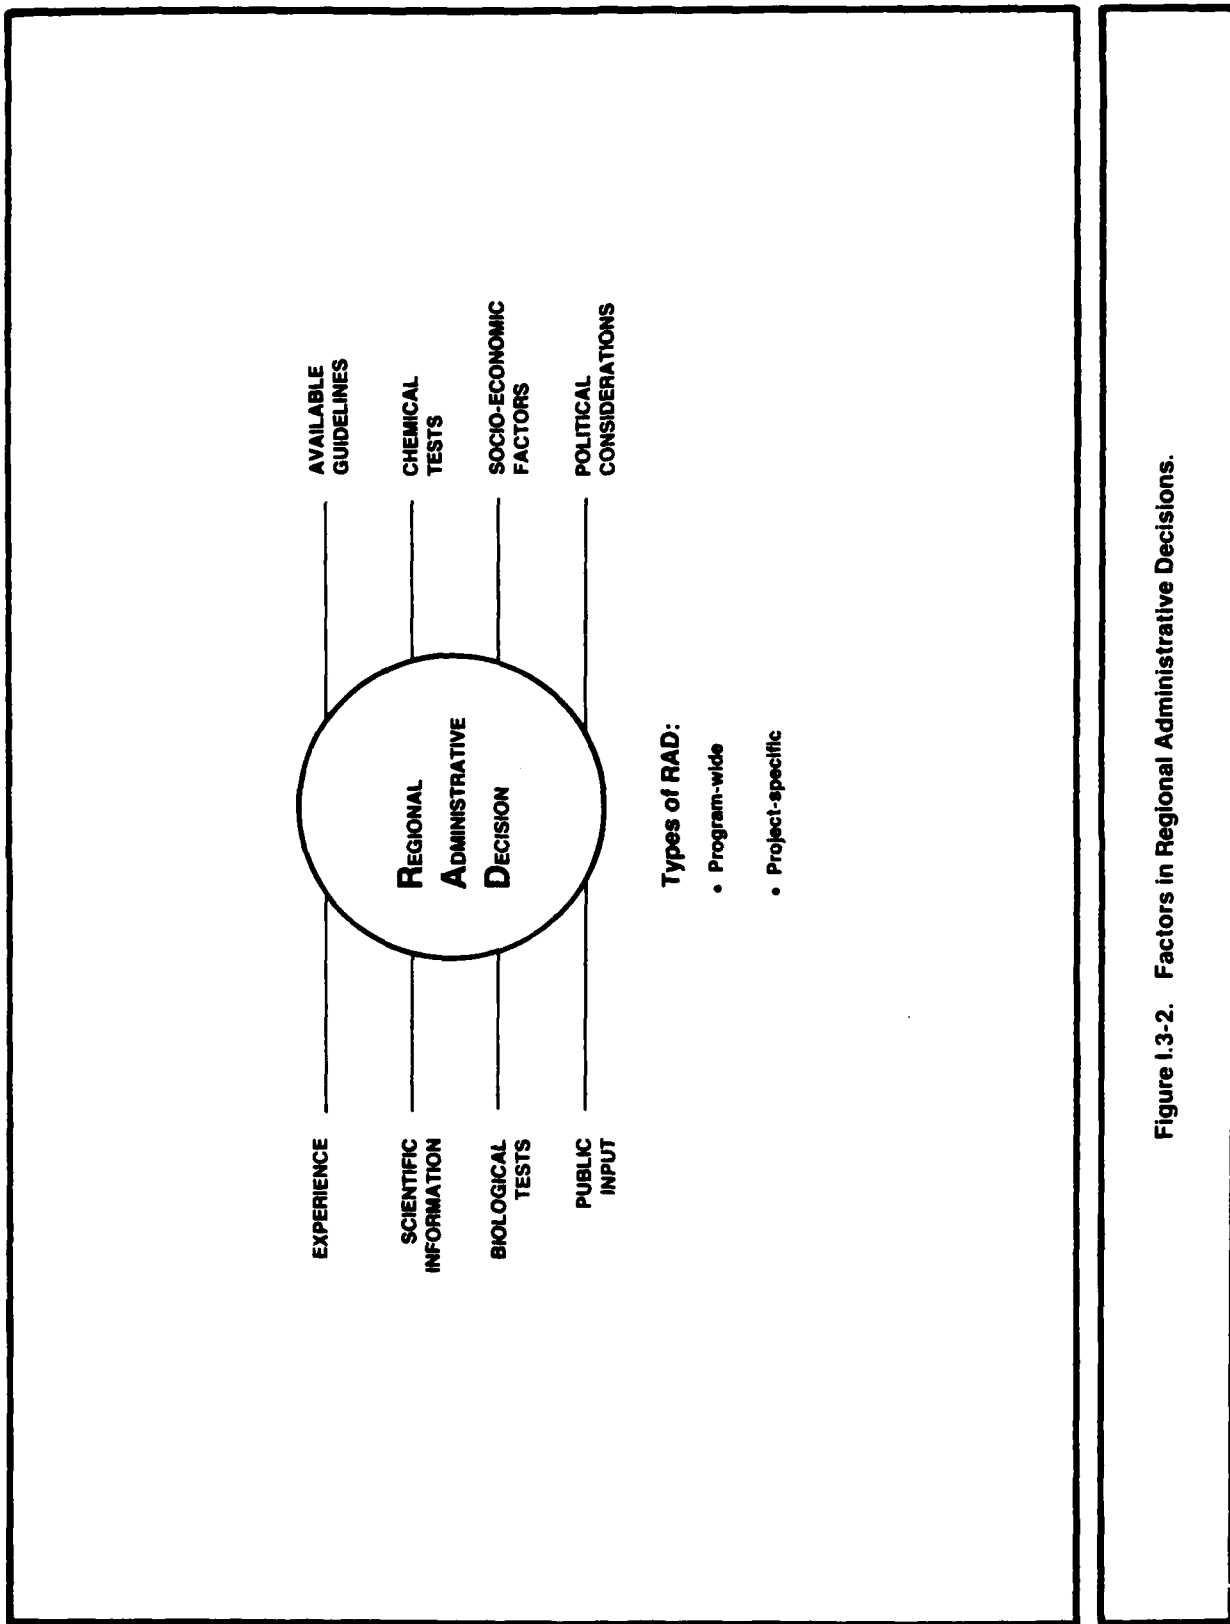 EXPERIENCE
SCIENTIFIC
INFORMATION
BIOLOGICAL
TESTS
PUBLIC
INPUT
REGIONAL
ADMINISTRATIVE
DECISION
AVAILABLE
GUIDELINES
CHEMICAL
TESTS
SOCIO-ECONOMIC
FACTORS
POLITICAL
CONSIDERATIONS
Types of RAD:
• Program-wide
• Project-specific
Figure I.3-2. Factors in Regional Administrative Decisions.